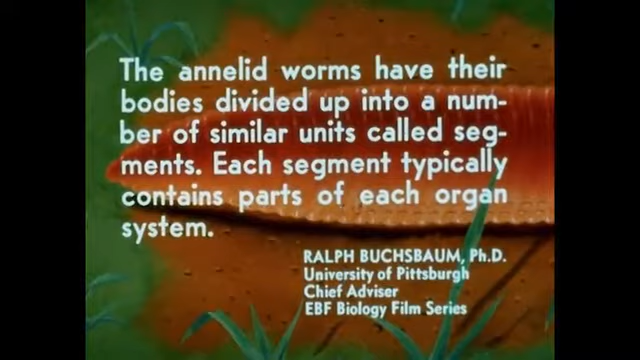 The annelid worms have their
bodies divided up into a num-
ber of similar units called seg-
ments. Each segment typically
contains parts of each organ
system.
RALPH BUCHSBAUM, Ph.D.
University of Pittsburgh
Chief Adviser
EBF Biology Film Series